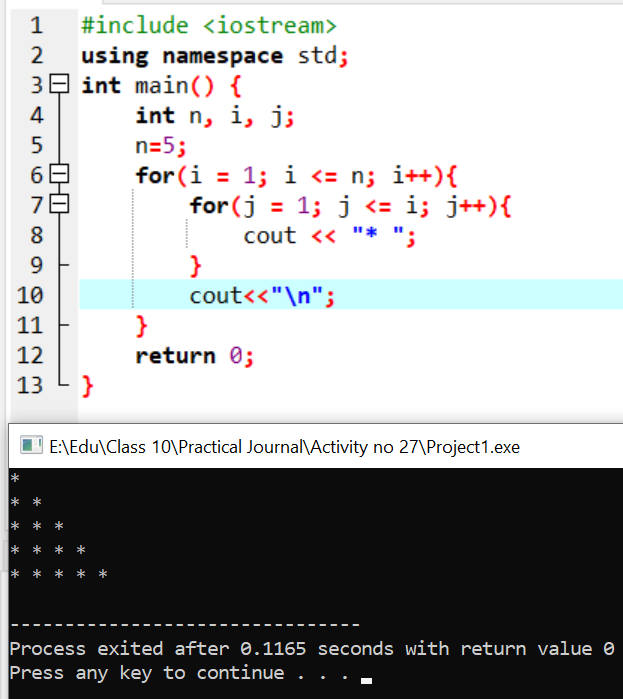 1 #include <iostream>
2 using namespace std;
3 int main() {
4 int n, i, j;
5 n=5;
6 for(i = 1; i <= n; i++){
7 for(j = 1; j <= i; j++){
8 cout << "* ";
9 }
10 cout<<"\n";
11 }
12 return 0;
13 }
E:\Edu\Class 10\Practical Journal\Activity no 27\Project1.exe
*
* *
* * *
* * * *
* * * * *
--------------------------------
Process exited after 0.1165 seconds with return value 0
Press any key to continue . . .